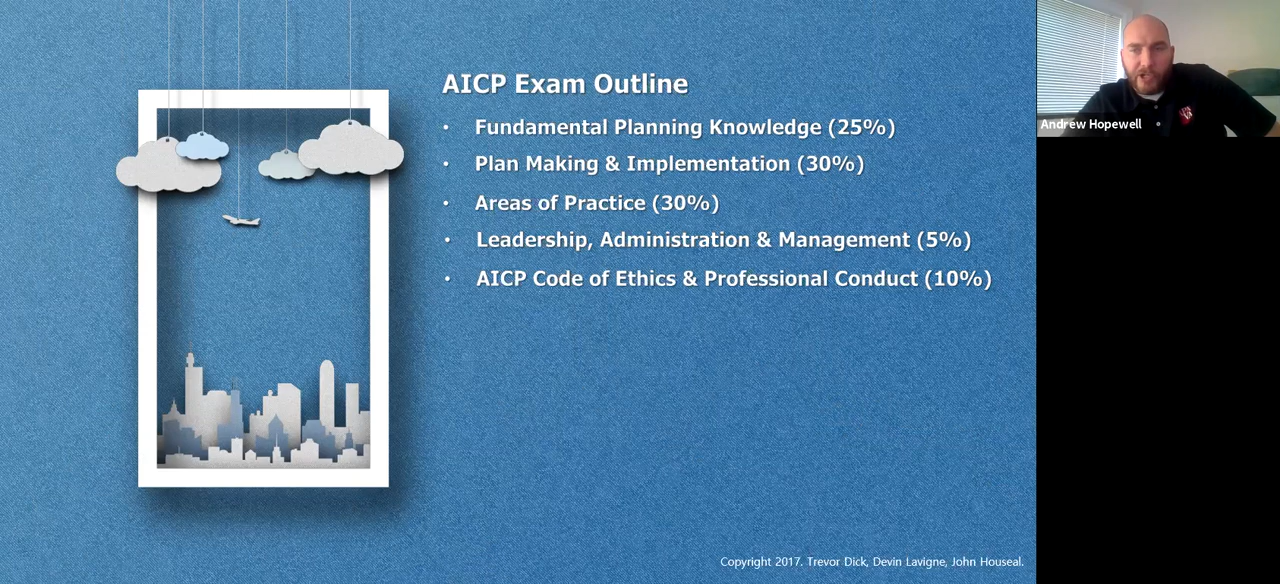 AICP Exam Outline
• Fundamental Planning Knowledge (25%)
• Plan Making & Implementation (30%)
• Areas of Practice (30%)
• Leadership, Administration & Management (5%)
• AICP Code of Ethics & Professional Conduct (10%)
Andrew Hopewell
Copyright 2017. Trevor Dick, Devin Lavigne, John Houseal.